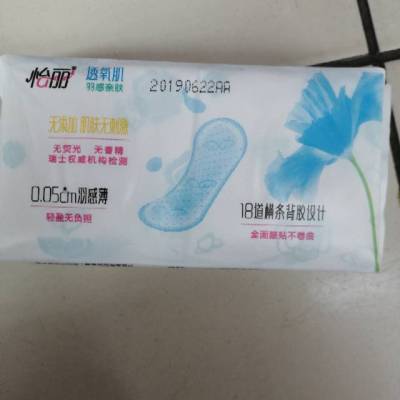 怡丽
透氧肌
羽感亲肤
20190622AA
无添加 肌肤无刺激
无荧光 无香精
瑞士权威机构检测
0.05cm羽感薄
轻盈无负担
18道横条背胶设计
全面服贴不卷曲